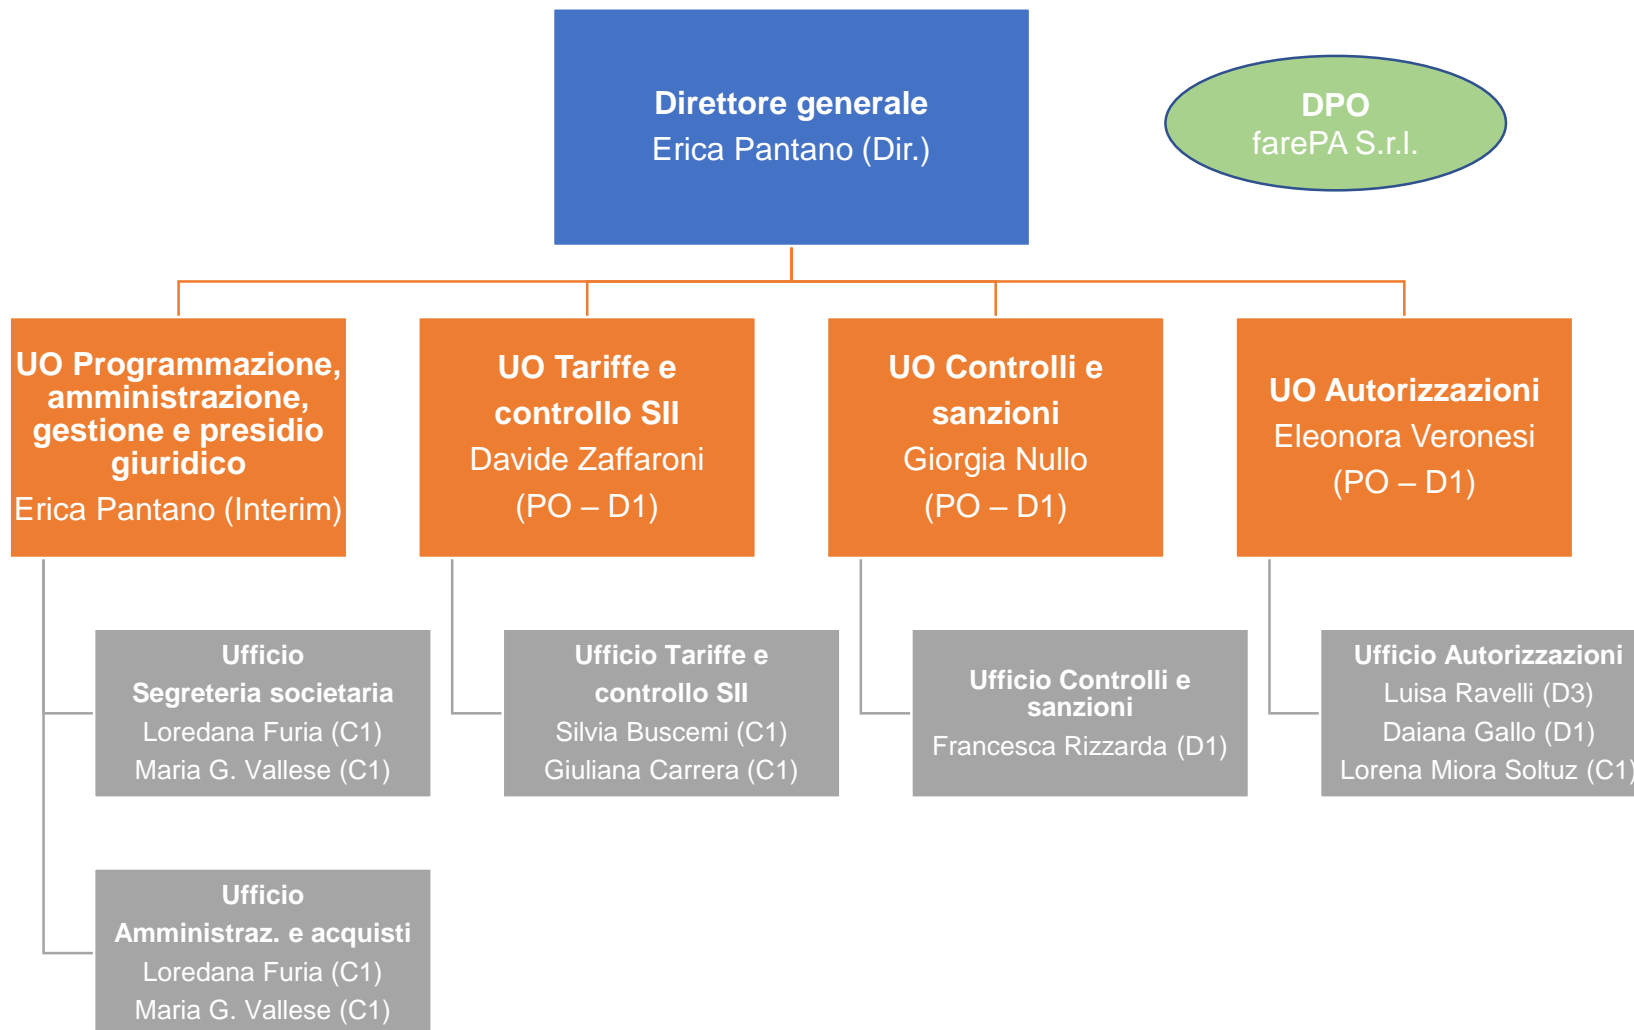 Direttore generale
Erica Pantano (Dir.)
DPO
farePA S.r.l.
UO Programmazione,
amministrazione,
gestione e presidio
giuridico
Erica Pantano (Interim)
UO Tariffe e
controllo SII
Davide Zaffaroni
(PO – D1)
UO Controlli e
sanzioni
Giorgia Nullo
(PO – D1)
UO Autorizzazioni
Eleonora Veronesi
(PO – D1)
Ufficio
Segreteria societaria
Loredana Furia (C1)
Maria G. Vallese (C1)
Ufficio Tariffe e
controllo SII
Silvia Buscemi (C1)
Giuliana Carrera (C1)
Ufficio Controlli e
sanzioni
Francesca Rizzarda (D1)
Ufficio Autorizzazioni
Luisa Ravelli (D3)
Daiana Gallo (D1)
Lorena Miora Soltuz (C1)
Ufficio
Amministraz. e acquisti
Loredana Furia (C1)
Maria G. Vallese (C1)